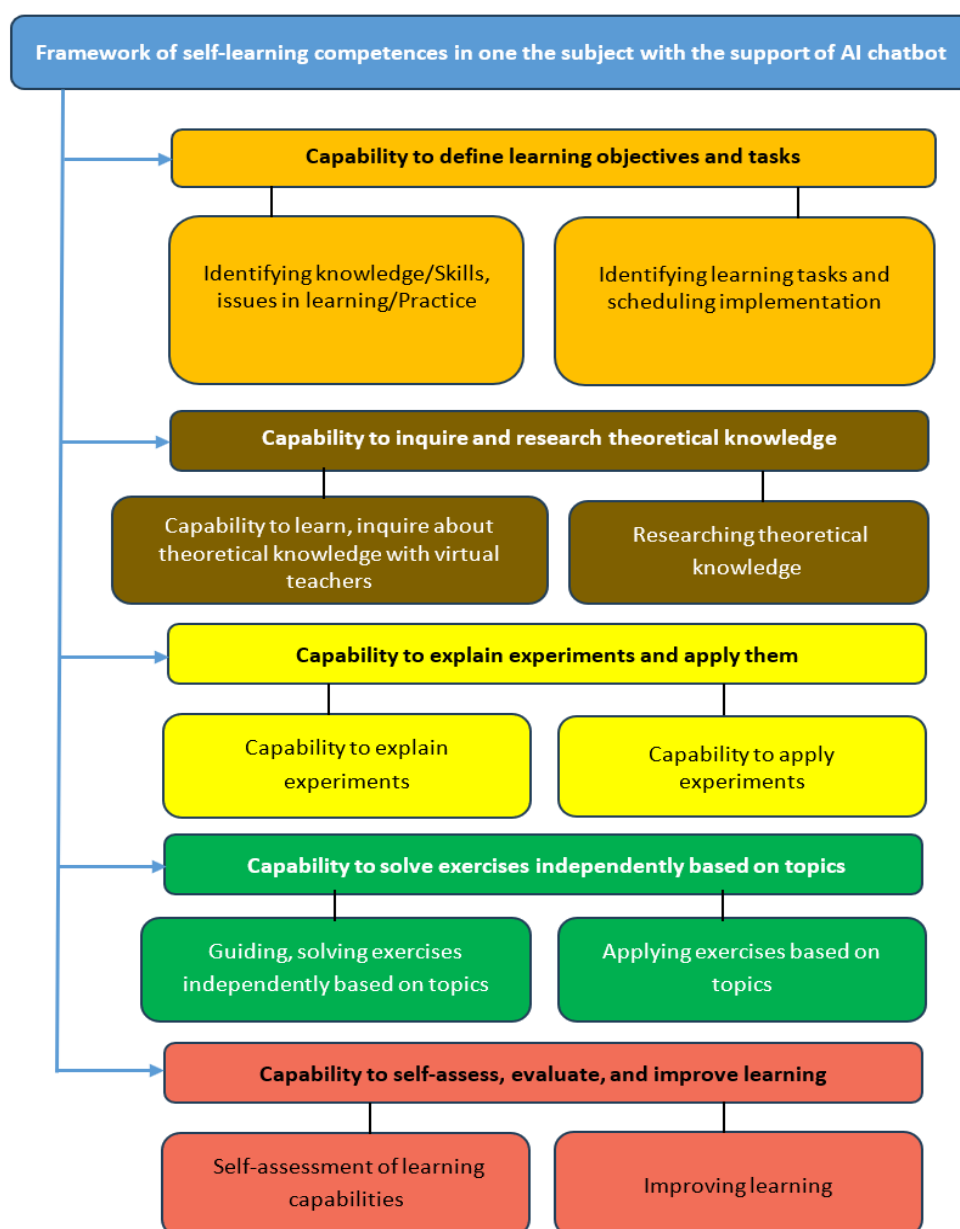 Framework of self-learning competences in one the subject with the support of AI chatbot
Capability to define learning objectives and tasks
Identifying knowledge/Skills,
issues in learning/Practice
Identifying learning tasks and
scheduling implementation
Capability to inquire and research theoretical knowledge
Capability to learn, inquire about
theoretical knowledge with virtual
teachers
Researching theoretical
knowledge
Capability to explain experiments and apply them
Capability to explain
experiments
Capability to apply
experiments
Capability to solve exercises independently based on topics
Guiding, solving exercises
independently based on topics
Applying exercises based on
topics
Capability to self-assess, evaluate, and improve learning
Self-assessment of learning
capabilities
Improving learning